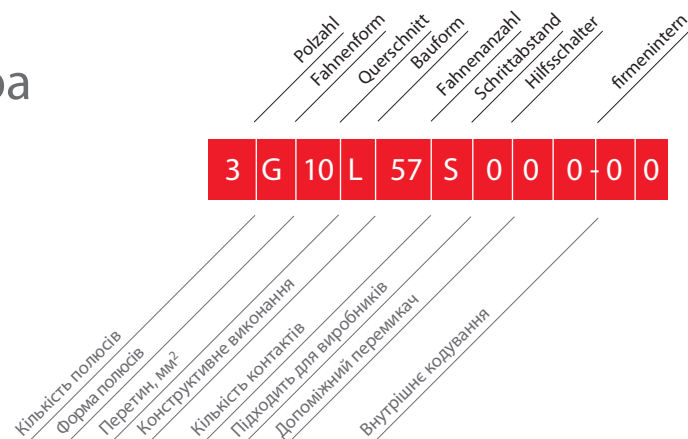 Polzahl
Fahnenform
Querschnitt
Bauform
Fahnenanzahl
Schrittabstand
Hilfsschalter
firmenintern
ра
3 G 10 L 57 S 0 0 0 - 0 0
Кількість полюсів
Форма полюсів
Перетин, мм²
Конструктивне виконання
Кількість контактів
Підходить для виробників
Допоміжний перемикач
Внутрішнє кодування